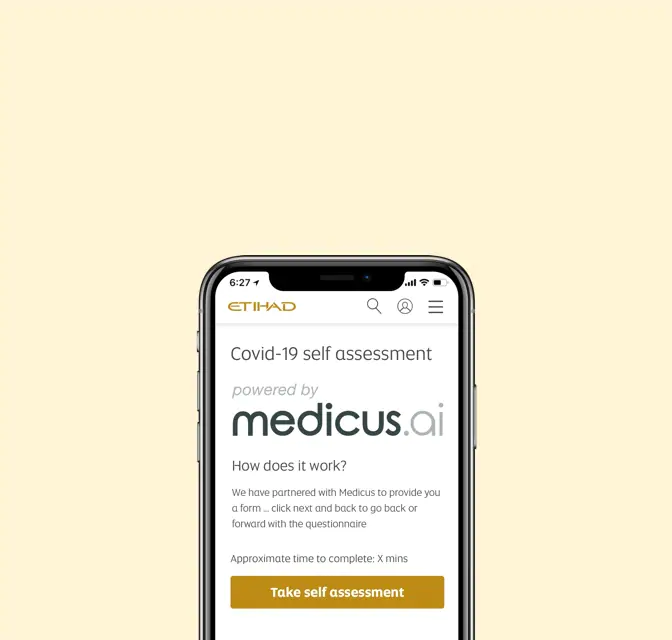 6:27
ETIHAD
Covid-19 self assessment
powered by
medicus.ai
How does it work?
We have partnered with Medicus to provide you
a form ... click next and back to go back or
forward with the questionnaire
Approximate time to complete: X mins
Take self assessment